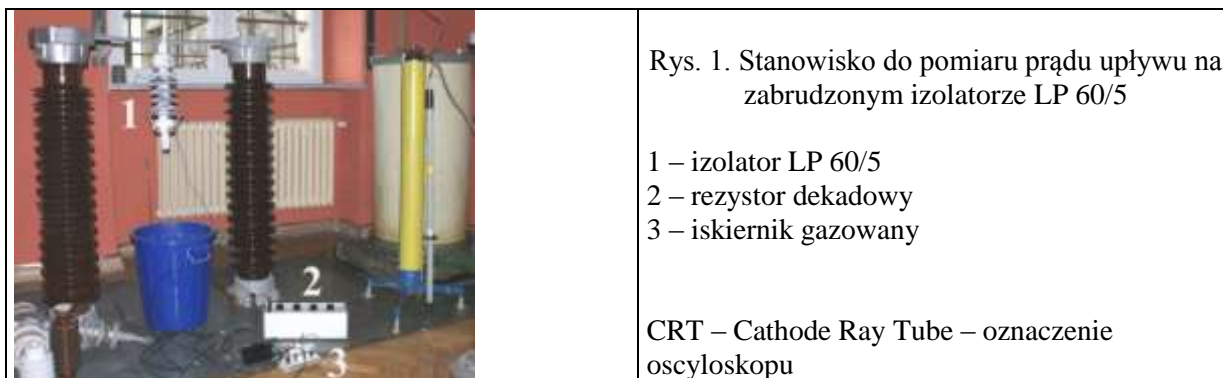 1
2
3
Rys. 1. Stanowisko do pomiaru prądu upływu na
zabrudzonym izolatorze LP 60/5
1 – izolator LP 60/5
2 – rezystor dekadowy
3 – iskiernik gazowany
CRT – Cathode Ray Tube – oznaczenie
oscyloskopu